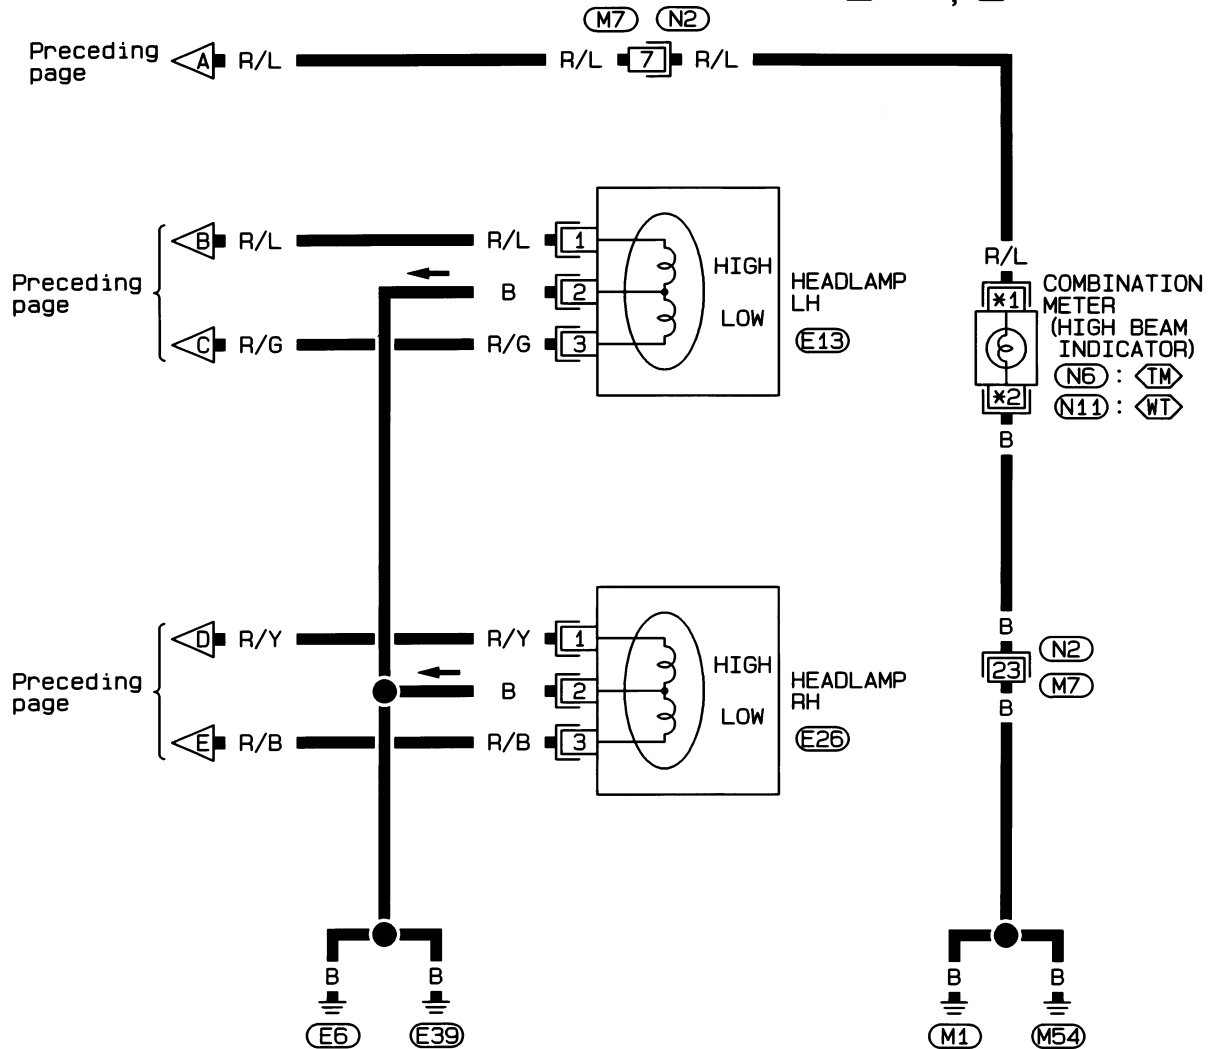 M7 N2
Preceding
page
A R/L R/L 7 R/L
R/L
Preceding
page
B R/L R/L 1
B 2
C R/G R/G 3
HIGH
LOW
HEADLAMP
LH
E13
*1
*2
COMBINATION
METER
(HIGH BEAM
INDICATOR)
N6 : TM
N11 : WT
B
Preceding
page
D R/Y R/Y 1
B 2
E R/B R/B 3
HIGH
LOW
HEADLAMP
RH
E26
B
23
N2
M7
B
B B
E6 E39
B B
M1 M54